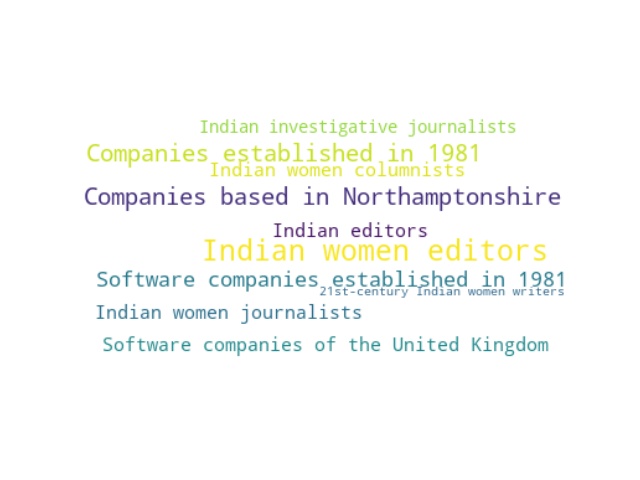 Indian investigative journalists
Companies established in 1981
Indian women columnists
Companies based in Northamptonshire
Indian editors
Indian women editors
Software companies established in 1981
21st-century Indian women writers
Indian women journalists
Software companies of the United Kingdom